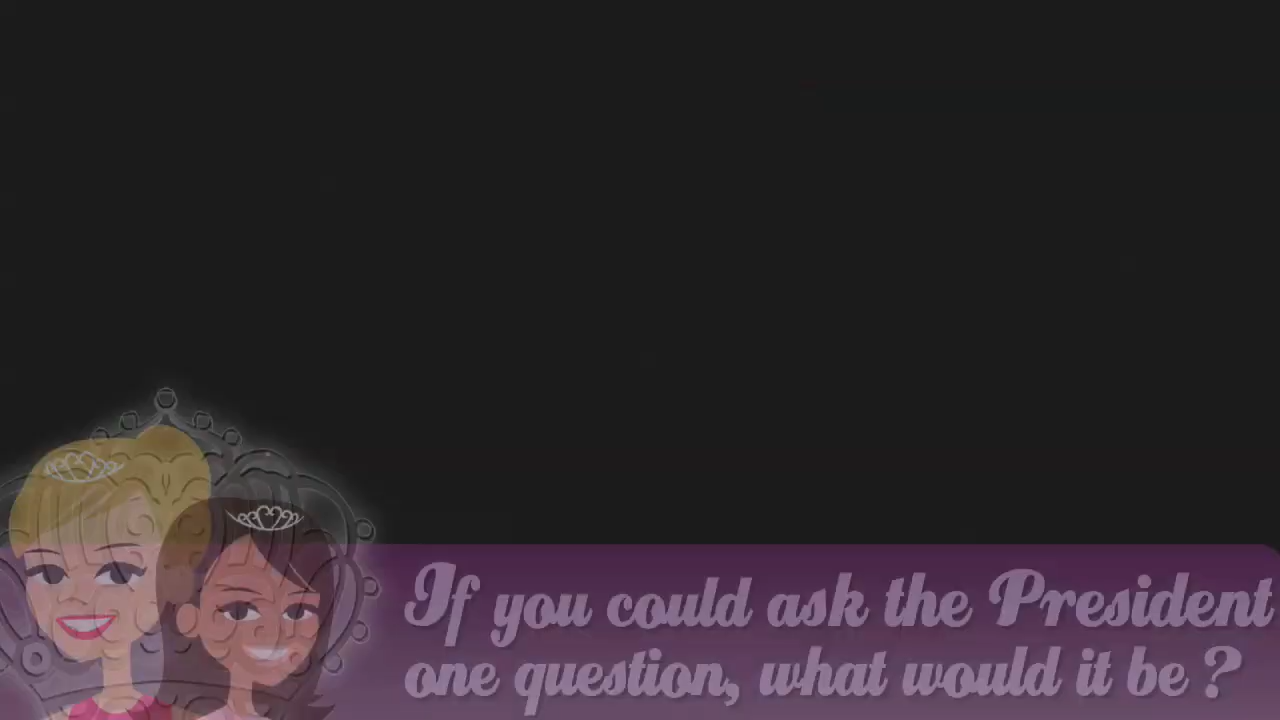 If you could ask the President
one question, what would it be ?